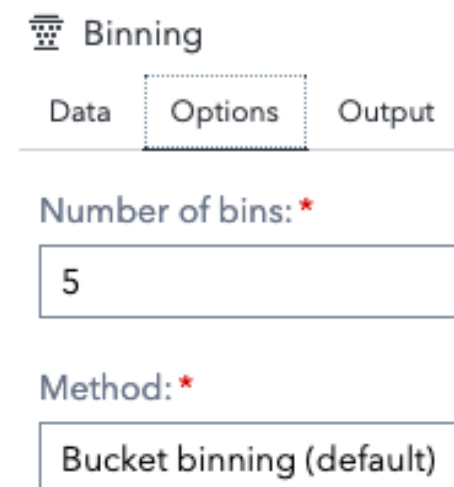 Binning
Data Options Output
Number of bins: *
5
Method: *
Bucket binning (default)